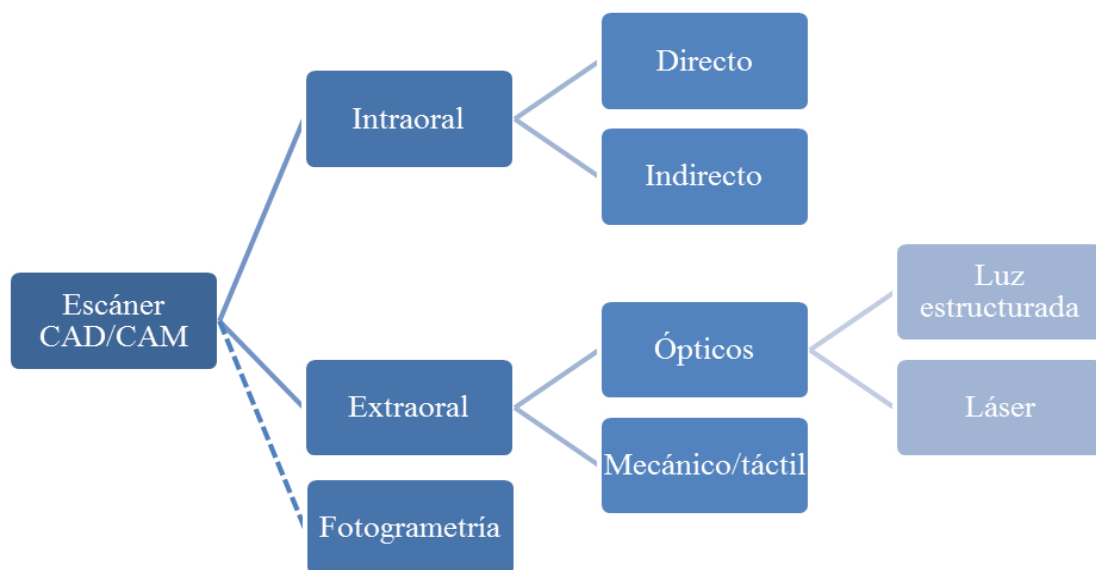 Directo
Intraoral
Indirecto
Escáner
CAD/CAM
Luz
estructurada
Ópticos
Extraoral
Láser
Mecánico/táctil
Fotogrametría